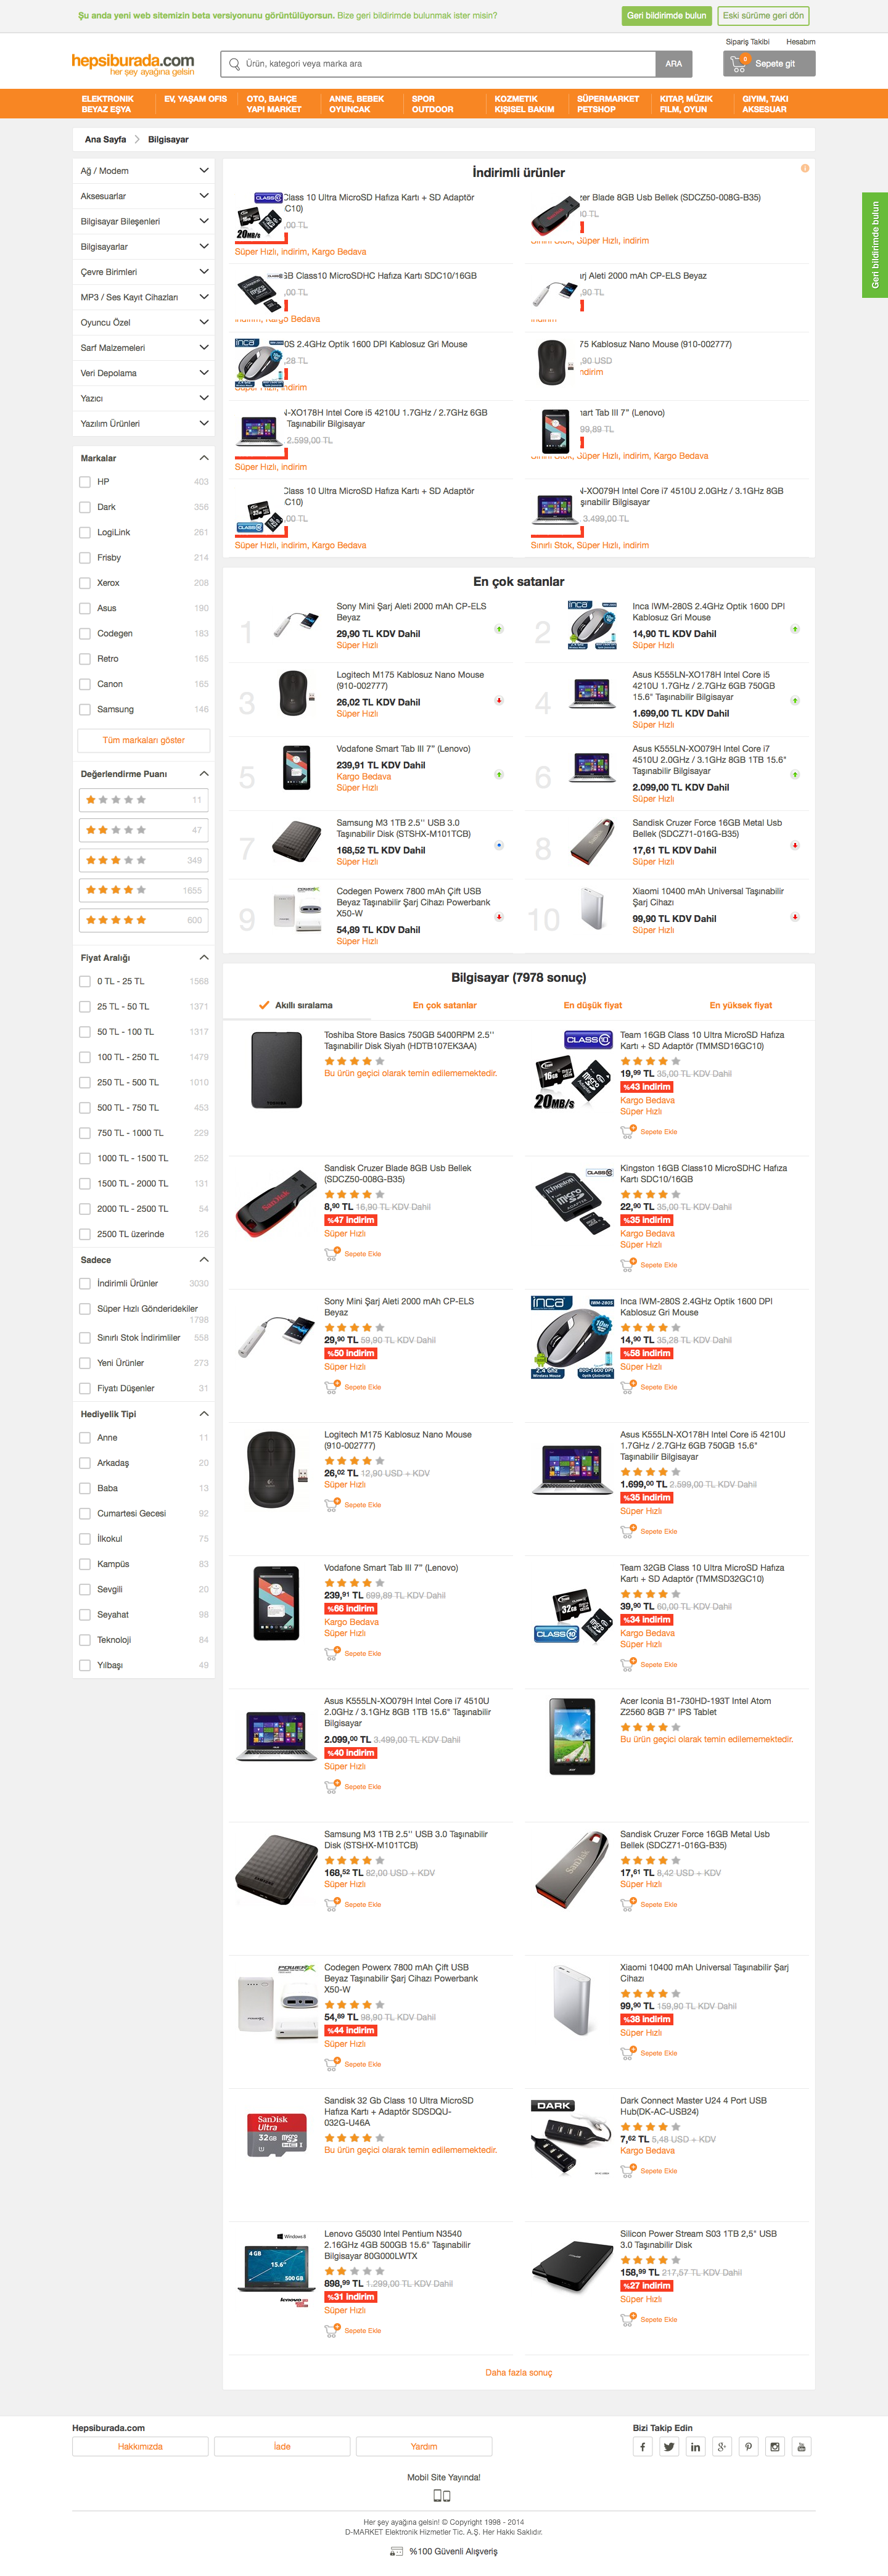 Şu anda yeni web sitemizin beta versiyonunu görüntülüyorsun. Bize geri bildirimde bulunmak ister misin?
Geri bildirimde bulun
Eski sürüme geri dön
Sipariş Takibi
Hesabım
hepsiburada.com
her şey ayağına gelsin
Ürün, kategori veya marka ara
ARA
0
Sepete git
ELEKTRONIK
BEYAZ EŞYA
EV, YAŞAM OFIS
OTO, BAHÇE
YAPI MARKET
ANNE, BEBEK
OYUNCAK
SPOR
OUTDOOR
KOZMETIK
KIŞISEL BAKIM
SÜPERMARKET
PETSHOP
KITAP, MÜZIK
FILM, OYUN
GIYIM, TAKI
AKSESUAR
Ana Sayfa
Bilgisayar
Geri bildirimde bulun
Ağ / Modem
Aksesuarlar
Bilgisayar Bileşenleri
Bilgisayarlar
Çevre Birimleri
MP3 / Ses Kayıt Cihazları
Oyuncu Özel
Sarf Malzemeleri
Veri Depolama
Yazıcı
Yazılım Ürünleri
Markalar
HP 403
Dark 356
LogiLink 261
Frisby 214
Xerox 208
Asus 190
Codegen 183
Retro 165
Canon 165
Samsung 146
Tüm markaları göster
Değerlendirme Puanı
11
47
349
1655
600
Fiyat Aralığı
0 TL - 25 TL 1568
25 TL - 50 TL 1371
50 TL - 100 TL 1317
100 TL - 250 TL 1479
250 TL - 500 TL 1010
500 TL - 750 TL 453
750 TL - 1000 TL 229
1000 TL - 1500 TL 252
1500 TL - 2000 TL 131
2000 TL - 2500 TL 54
2500 TL üzerinde 126
Sadece
İndirimli Ürünler 3030
Süper Hızlı Gönderidekiler
1796
Sınırlı Stok İndirimliler 558
Yeni Ürünler 273
Fiyatı Düşenler 31
Hediyelik Tipi
Anne 11
Arkadaş 20
Baba 13
Cumartesi Gecesi 92
İlkokul 75
Kampüs 83
Sevgili 20
Seyahat 98
Teknoloji 84
Yılbaşı 49
İndirimli ürünler
Class 10 Ultra MicroSD Hafıza Kartı + SD Adaptör
C10)
,00 TL
20MB/s
Süper Hızlı, indirim, Kargo Bedava
zer Blade 8GB Usb Bellek (SDCZ50-008G-B35)
TL
Sınırlı Stok, Süper Hızlı, indirim
GB Class10 MicroSDHC Hafıza Kartı SDC10/16GB
,00 TL
indirim, Kargo Bedava
arj Aleti 2000 mAh CP-ELS Beyaz
,90 TL
indirim
inca
0S 2.4GHz Optik 1600 DPI Kablosuz Gri Mouse
,28 TL
Süper Hızlı, indirim
75 Kablosuz Nano Mouse (910-002777)
,90 USD
indirim
N-XO178H Intel Core i5 4210U 1.7GHz / 2.7GHz 6GB
Taşınabilir Bilgisayar
2.599,00 TL
Süper Hızlı, indirim
nart Tab III 7” (Lenovo)
99,89 TL
Sınırlı Stok, Süper Hızlı, indirim, Kargo Bedava
Class 10 Ultra MicroSD Hafıza Kartı + SD Adaptör
C10)
,00 TL
Süper Hızlı, indirim, Kargo Bedava
N-XO079H Intel Core i7 4510U 2.0GHz / 3.1GHz 8GB
şınabilir Bilgisayar
3.499,00 TL
Sınırlı Stok, Süper Hızlı, indirim
En çok satanlar
1
Sony Mini Şarj Aleti 2000 mAh CP-ELS
Beyaz
29,90 TL KDV Dahil
Süper Hızlı
2
Inca IWM-280S 2.4GHz Optik 1600 DPI
Kablosuz Gri Mouse
14,90 TL KDV Dahil
Süper Hızlı
3
Logitech M175 Kablosuz Nano Mouse
(910-002777)
26,02 TL KDV Dahil
Süper Hızlı
4
Asus K555LN-XO178H Intel Core i5
4210U 1.7GHz / 2.7GHz 6GB 750GB
15.6" Taşınabilir Bilgisayar
1.699,00 TL KDV Dahil
Süper Hızlı
5
Vodafone Smart Tab III 7” (Lenovo)
239,91 TL KDV Dahil
Kargo Bedava
Süper Hızlı
6
Asus K555LN-XO079H Intel Core i7
4510U 2.0GHz / 3.1GHz 8GB 1TB 15.6"
Taşınabilir Bilgisayar
2.099,00 TL KDV Dahil
Süper Hızlı
7
Samsung M3 1TB 2.5'' USB 3.0
Taşınabilir Disk (STSHX-M101TCB)
168,52 TL KDV Dahil
Süper Hızlı
8
Sandisk Cruzer Force 16GB Metal Usb
Bellek (SDCZ71-016G-B35)
17,61 TL KDV Dahil
Süper Hızlı
9
Codegen Powerx 7800 mAh Çift USB
Beyaz Taşınabilir Şarj Cihazı Powerbank
X50-W
54,89 TL KDV Dahil
Süper Hızlı
10
Xiaomi 10400 mAh Universal Taşınabilir
Şarj Cihazı
99,90 TL KDV Dahil
Süper Hızlı
Bilgisayar (7978 sonuç)
Akıllı sıralama
En çok satanlar
En düşük fiyat
En yüksek fiyat
Toshiba Store Basics 750GB 5400RPM 2.5''
Taşınabilir Disk Siyah (HDTB107EK3AA)
Bu ürün geçici olarak temin edilememektedir.
CLASS 10
16GB
20MB/s
Team 16GB Class 10 Ultra MicroSD Hafıza
Kartı + SD Adaptör (TMMSD16GC10)
19,99 TL 35,00 TL KDV Dahil
%43 indirim
Kargo Bedava
Süper Hızlı
Sepete Ekle
SanDisk
Sandisk Cruzer Blade 8GB Usb Bellek
(SDCZ50-008G-B35)
8,90 TL 16,90 TL KDV Dahil
%47 indirim
Süper Hızlı
Sepete Ekle
Kingston
Kingston 16GB Class10 MicroSDHC Hafıza
Kartı SDC10/16GB
22,90 TL 35,00 TL KDV Dahil
%35 indirim
Kargo Bedava
Süper Hızlı
Sepete Ekle
Sony Mini Şarj Aleti 2000 mAh CP-ELS
Beyaz
29,90 TL 59,90 TL KDV Dahil
%50 indirim
Süper Hızlı
Sepete Ekle
inca
IWM-280S
Inca IWM-280S 2.4GHz Optik 1600 DPI
Kablosuz Gri Mouse
14,90 TL 35,28 TL KDV Dahil
%58 indirim
Süper Hızlı
Sepete Ekle
Logitech M175 Kablosuz Nano Mouse
(910-002777)
26,02 TL 12,90 USD + KDV
Süper Hızlı
Sepete Ekle
Asus K555LN-XO178H Intel Core i5 4210U
1.7GHz / 2.7GHz 6GB 750GB 15.6"
Taşınabilir Bilgisayar
1.699,00 TL 2.599,00 TL KDV Dahil
%35 indirim
Süper Hızlı
Sepete Ekle
Vodafone Smart Tab III 7” (Lenovo)
239,91 TL 699,89 TL KDV Dahil
%66 indirim
Kargo Bedava
Süper Hızlı
Sepete Ekle
32GB
CLASS 10
Team 32GB Class 10 Ultra MicroSD Hafıza
Kartı + SD Adaptör (TMMSD32GC10)
39,90 TL 60,00 TL KDV Dahil
%34 indirim
Kargo Bedava
Süper Hızlı
Sepete Ekle
Asus K555LN-XO079H Intel Core i7 4510U
2.0GHz / 3.1GHz 8GB 1TB 15.6" Taşınabilir
Bilgisayar
2.099,00 TL 3.499,00 TL KDV Dahil
%40 indirim
Süper Hızlı
Sepete Ekle
Acer Iconia B1-730HD-193T Intel Atom
Z2560 8GB 7" IPS Tablet
Bu ürün geçici olarak temin edilememektedir.
Samsung M3 1TB 2.5'' USB 3.0 Taşınabilir
Disk (STSHX-M101TCB)
168,52 TL 82,00 USD + KDV
Süper Hızlı
Sepete Ekle
SanDisk
Sandisk Cruzer Force 16GB Metal Usb
Bellek (SDCZ71-016G-B35)
17,61 TL 8,42 USD + KDV
Süper Hızlı
Sepete Ekle
POWERX
Codegen Powerx 7800 mAh Çift USB
Beyaz Taşınabilir Şarj Cihazı Powerbank
X50-W
54,89 TL 98,90 TL KDV Dahil
%44 indirim
Süper Hızlı
Sepete Ekle
Xiaomi 10400 mAh Universal Taşınabilir Şarj
Cihazı
99,90 TL 159,90 TL KDV Dahil
%38 indirim
Süper Hızlı
Sepete Ekle
SanDisk
Ultra
32GB
Sandisk 32 Gb Class 10 Ultra MicroSD
Hafıza Kartı + Adaptör SDSDQU-
032G-U46A
Bu ürün geçici olarak temin edilememektedir.
DARK
Dark Connect Master U24 4 Port USB
Hub(DK-AC-USB24)
7,62 TL 5,48 USD + KDV
Kargo Bedava
Sepete Ekle
Windows 8
4 GB
15.6"
500 GB
lenovo
Lenovo G5030 Intel Pentium N3540
2.16GHz 4GB 500GB 15.6" Taşınabilir
Bilgisayar 80G000LWTX
898,99 TL 1.299,00 TL KDV Dahil
%31 indirim
Süper Hızlı
Sepete Ekle
Silicon Power Stream S03 1TB 2,5" USB
3.0 Taşınabilir Disk
158,99 TL 217,57 TL KDV Dahil
%27 indirim
Süper Hızlı
Sepete Ekle
Daha fazla sonuç
Hepsiburada.com
Hakkımızda
İade
Yardım
Bizi Takip Edin
Mobil Site Yayında!
Her şey ayağına gelsin! © Copyright 1998 - 2014
D-MARKET Elektronik Hizmetler Tic. A.Ş. Her Hakkı Saklıdır.
%100 Güvenli Alışveriş